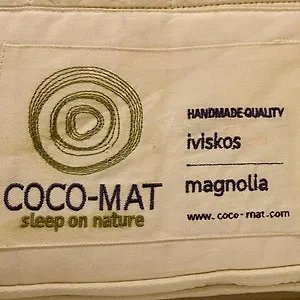 COCO-MAT
sleep on nature
HANDMADE QUALITY
iviskos
magnolia
www.coco-mat.com